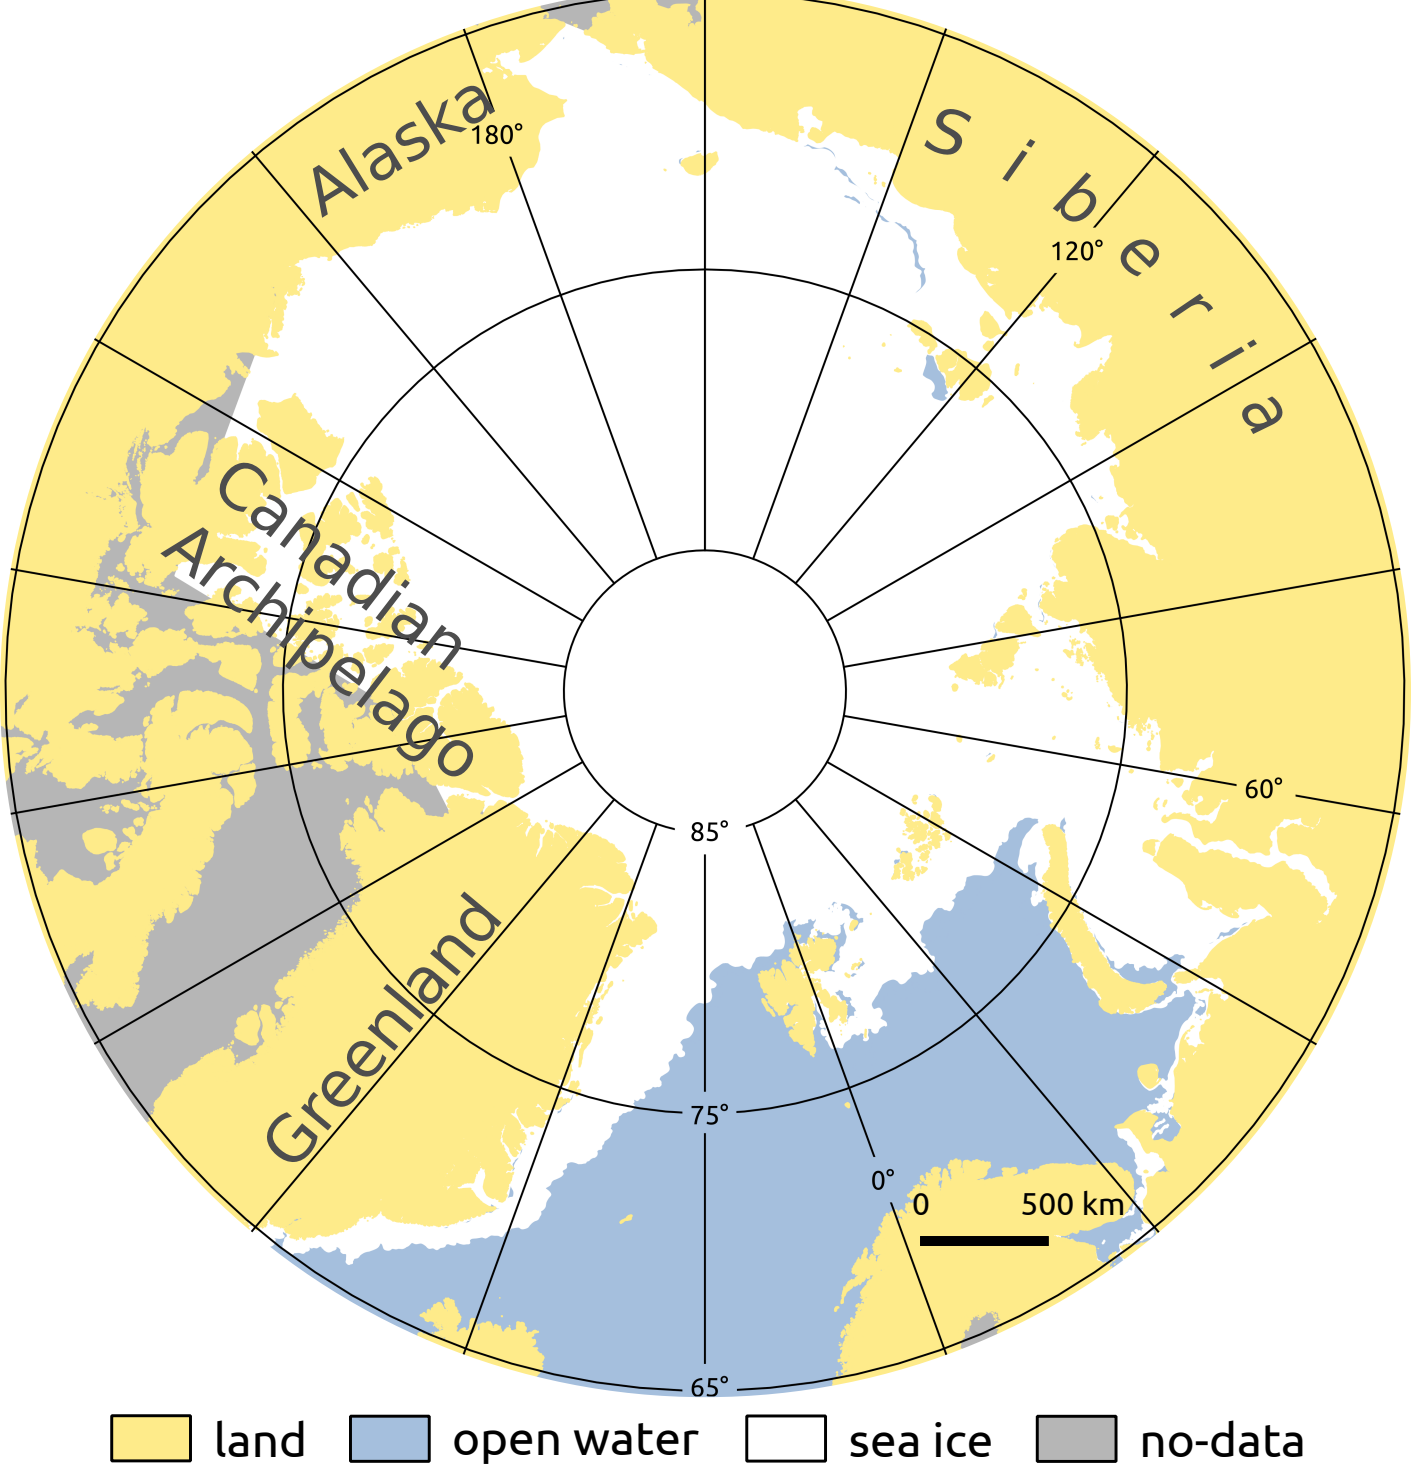 Alaska
180°
Siberia
120°
Canadian
Archipelago
60°
85°
Greenland
75°
0°
0 500 km
65°
land open water sea ice no-data